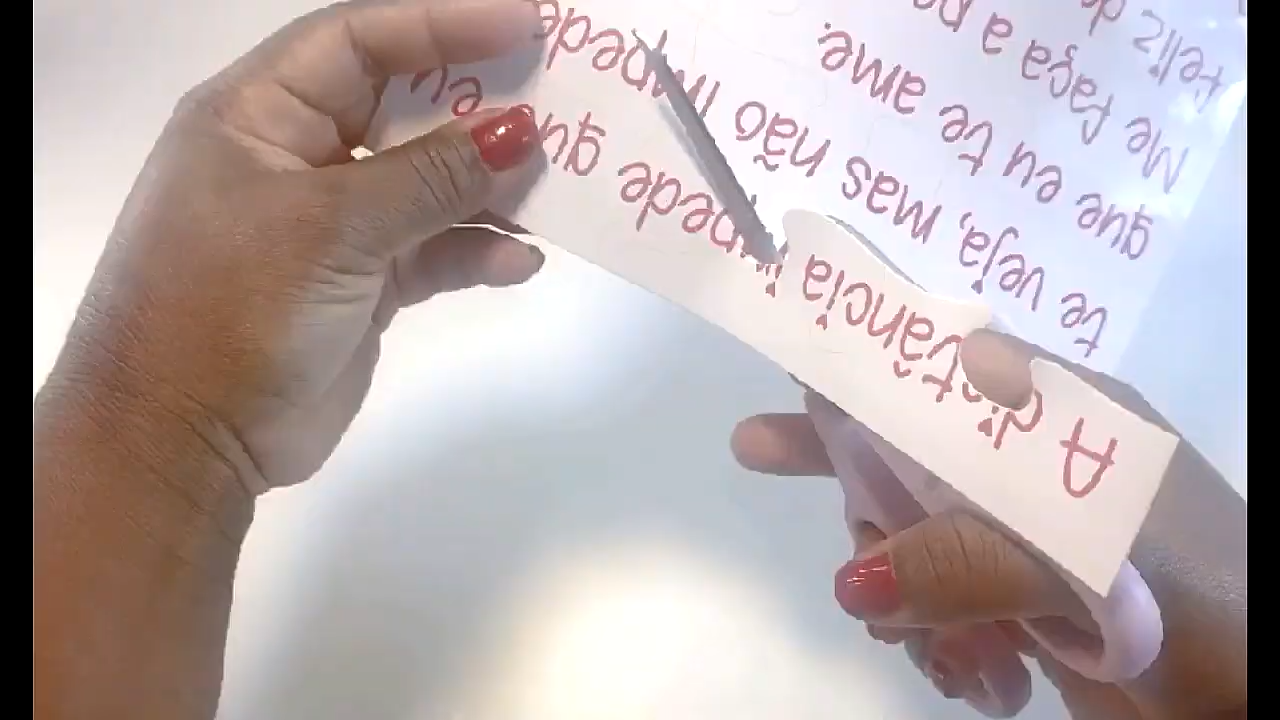 A distância impede que eu
te veja, mas não impede
que eu te ame.
Me faça a
feliz